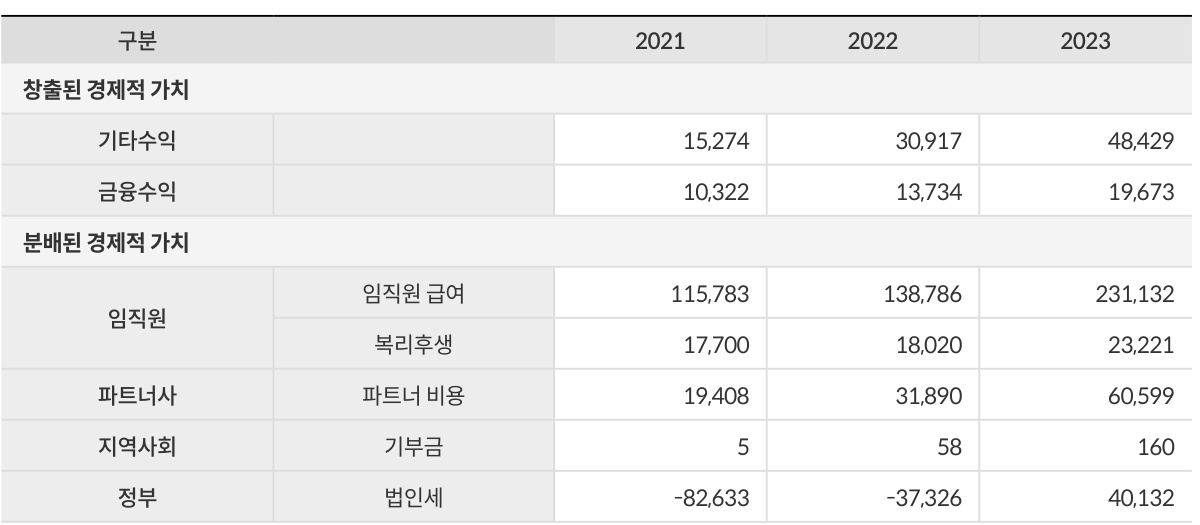 구분 2021 2022 2023
창출된 경제적 가치
기타수익 15,274 30,917 48,429
금융수익 10,322 13,734 19,673
분배된 경제적 가치
임직원 임직원 급여 115,783 138,786 231,132
복리후생 17,700 18,020 23,221
파트너사 파트너 비용 19,408 31,890 60,599
지역사회 기부금 5 58 160
정부 법인세 -82,633 -37,326 40,132